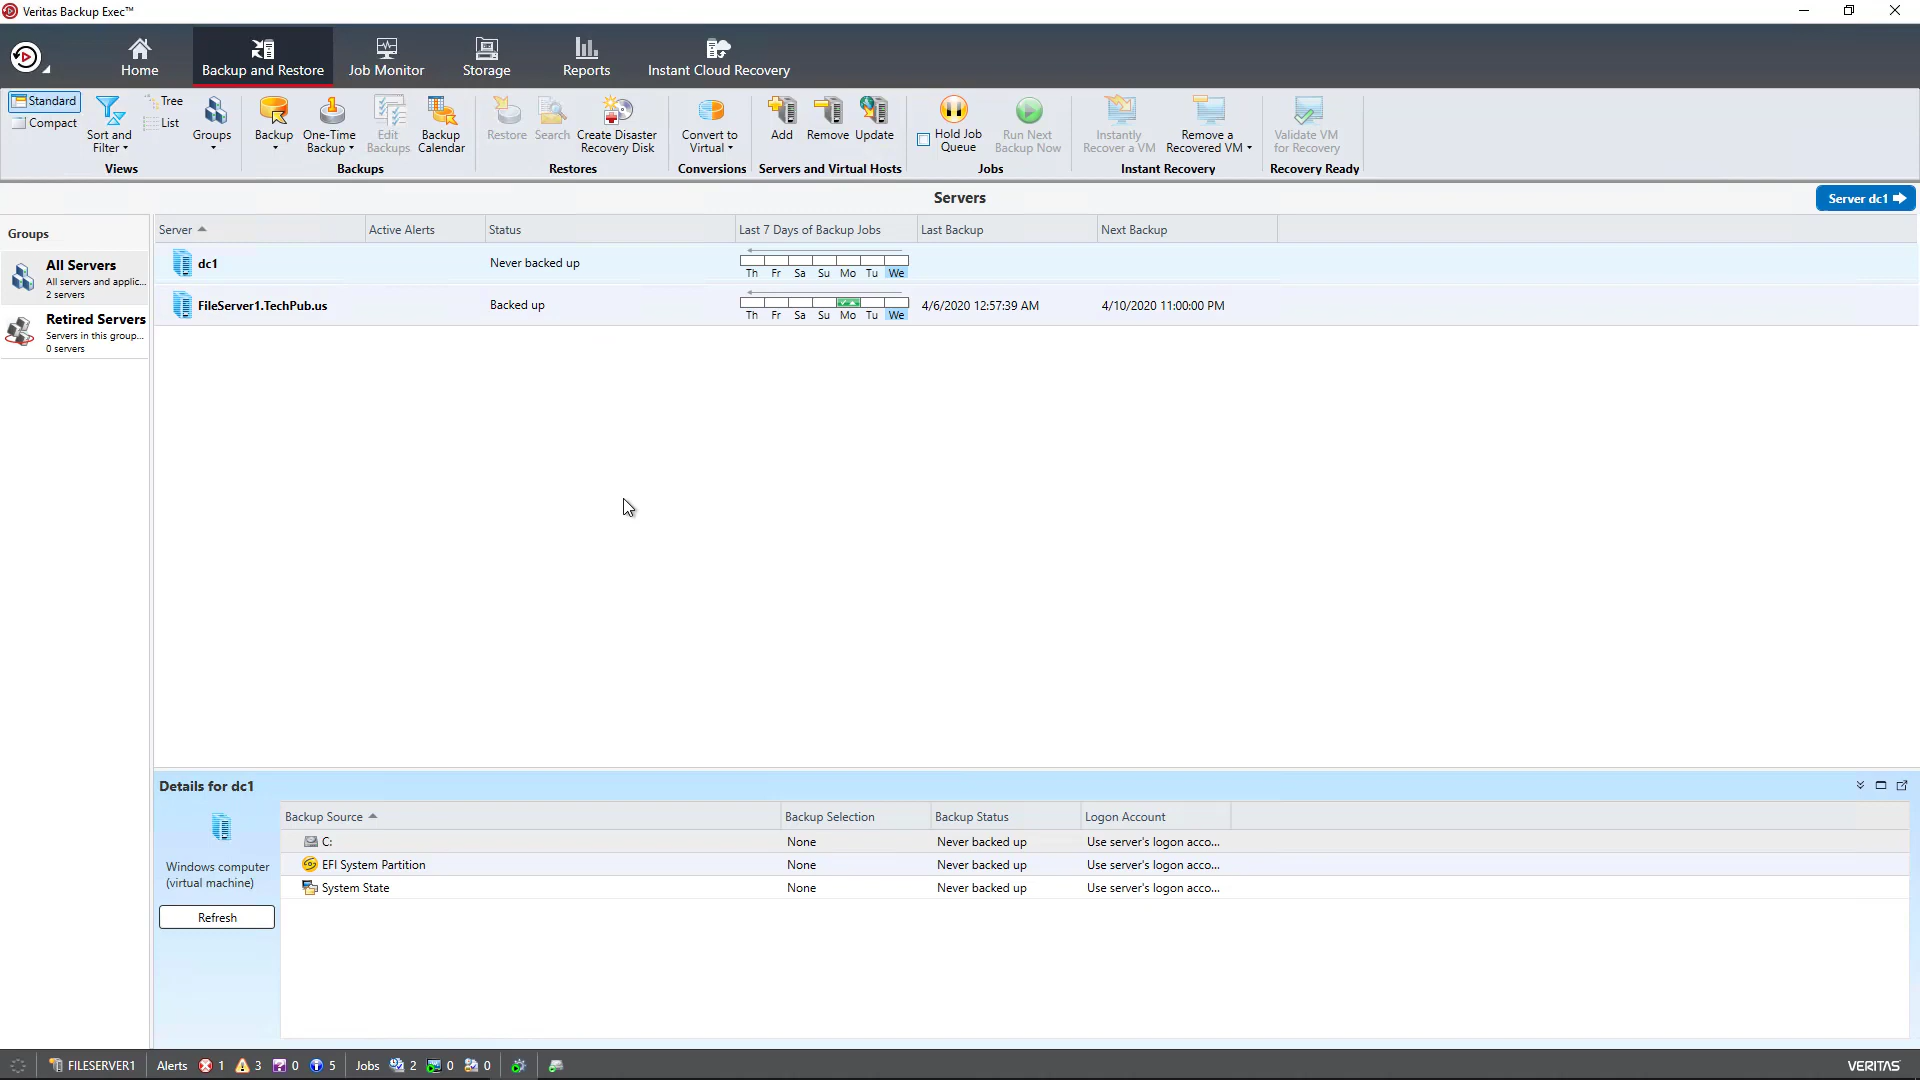 Veritas Backup Exec™
Home
Backup and Restore
Job Monitor
Storage
Reports
Instant Cloud Recovery
Standard
Compact
Sort and
Filter
Tree
List
Groups
Views
Backup
One-Time
Backup
Edit
Backups
Backup
Calendar
Backups
Restore
Search
Create Disaster
Recovery Disk
Restores
Convert to
Virtual
Conversions
Add
Remove
Update
Servers and Virtual Hosts
Hold Job
Queue
Run Next
Backup Now
Jobs
Instantly
Recover a VM
Remove a
Recovered VM
Instant Recovery
Validate VM
for Recovery
Recovery Ready
Servers
Server dc1
Groups
All Servers
All servers and applic...
2 servers
Retired Servers
Servers in this group...
0 servers
Server Active Alerts Status Last 7 Days of Backup Jobs Last Backup Next Backup
dc1 Never backed up
Th Fr Sa Su Mo Tu We
FileServer1.TechPub.us Backed up 4/6/2020 12:57:39 AM 4/10/2020 11:00:00 PM
Th Fr Sa Su Mo Tu We
Details for dc1
Windows computer
(virtual machine)
Refresh
Backup Source Backup Selection Backup Status Logon Account
C: None Never backed up Use server's logon acco...
EFI System Partition None Never backed up Use server's logon acco...
System State None Never backed up Use server's logon acco...
FILESERVER1 Alerts 1 3 0 5 Jobs 2 0 0
VERITAS